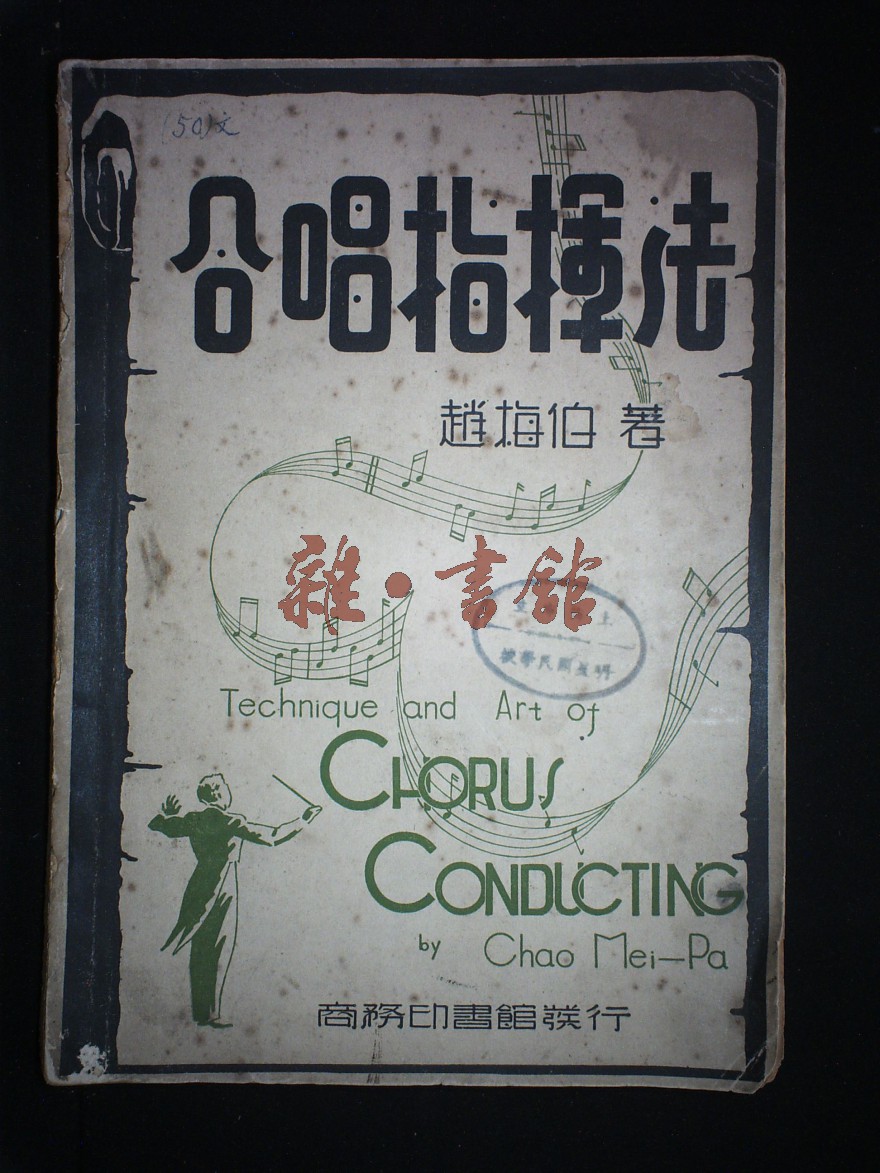 (50)文
合唱指揮法
趙梅伯 著
雜·書館
Technique and Art of
CHORUS
CONDUCTING
by Chao Mei-Pa
商務印書館發行